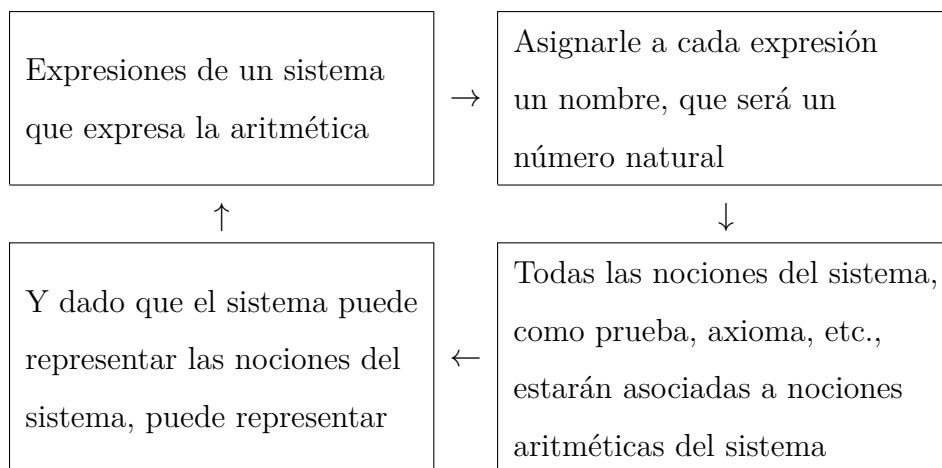 Expresiones de un sistema
que expresa la aritmética
→
Asignarle a cada expresión
un nombre, que será un
número natural
↑
↓
Y dado que el sistema puede
representar las nociones del
sistema, puede representar
←
Todas las nociones del sistema,
como prueba, axioma, etc.,
estarán asociadas a nociones
aritméticas del sistema